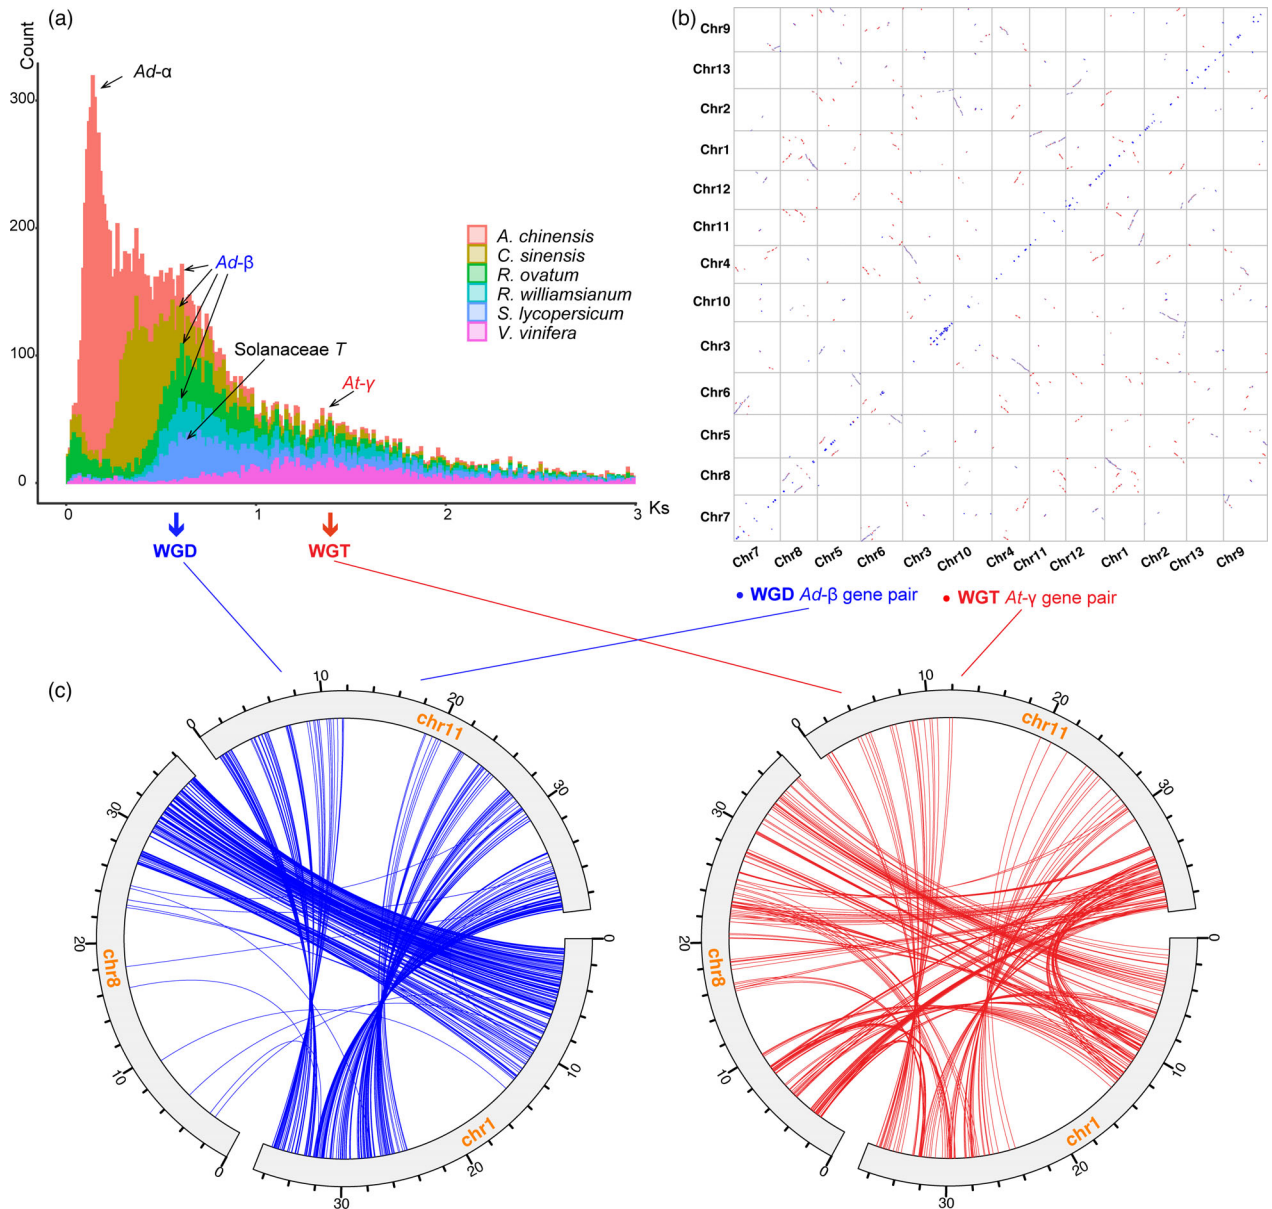 (a)
Count
300
200
100
0
Ad-α
Ad-β
Solanaceae T
At-γ
A. chinensis
C. sinensis
R. ovatum
R. williamsianum
S. lycopersicum
V. vinifera
0 1 2 3 Ks
WGD WGT
(b)
Chr9
Chr13
Chr2
Chr1
Chr12
Chr11
Chr4
Chr10
Chr3
Chr6
Chr5
Chr8
Chr7
Chr7 Chr8 Chr5 Chr6 Chr3 Chr10 Chr4 Chr11 Chr12 Chr1 Chr2 Chr13 Chr9
• WGD Ad-β gene pair • WGT At-γ gene pair
(c)
0 10 20 30
chr11
0 10 20 30
chr1
0 10 20 30
chr8
0 10 20 30
chr11
0 10 20 30
chr1
0 10 20 30
chr8